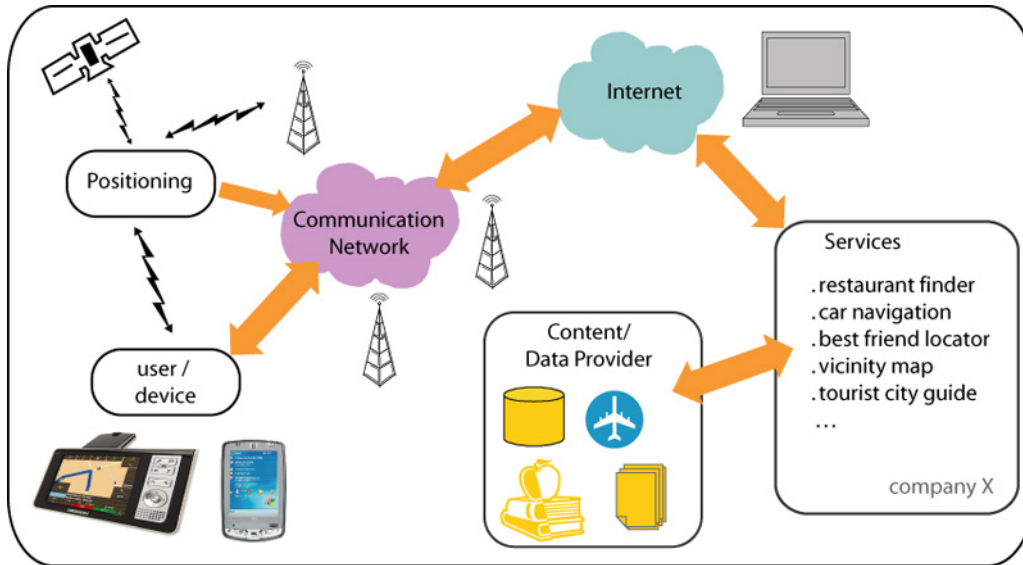 Positioning
Communication
Network
Internet
user /
device
Content/
Data Provider
Services
.restaurant finder
.car navigation
.best friend locator
.vicinity map
.tourist city guide
...
company X